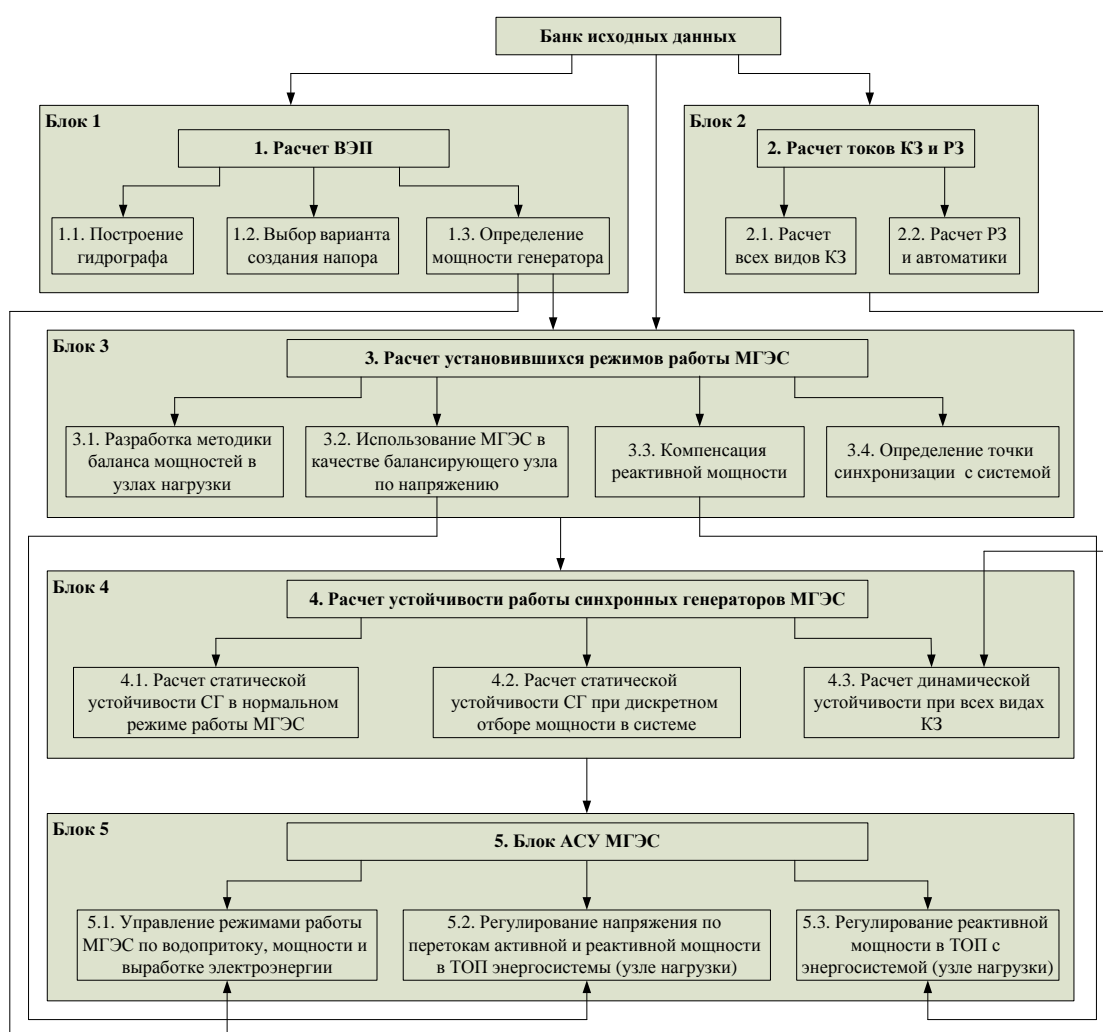 Банк исходных данных
Блок 1
1. Расчет ВЭП
1.1. Построение
гидрографа
1.2. Выбор варианта
создания напора
1.3. Определение
мощности генератора
Блок 2
2. Расчет токов КЗ и РЗ
2.1. Расчет
всех видов КЗ
2.2. Расчет РЗ
и автоматики
Блок 3
3. Расчет установившихся режимов работы МГЭС
3.1. Разработка методики
баланса мощностей в
узлах нагрузки
3.2. Использование МГЭС в
качестве балансирующего узла
по напряжению
3.3. Компенсация
реактивной мощности
3.4. Определение точки
синхронизации с системой
Блок 4
4. Расчет устойчивости работы синхронных генераторов МГЭС
4.1. Расчет статической
устойчивости СГ в нормальном
режиме работы МГЭС
4.2. Расчет статической
устойчивости СГ при дискретном
отборе мощности в системе
4.3. Расчет динамической
устойчивости при всех видах
КЗ
Блок 5
5. Блок АСУ МГЭС
5.1. Управление режимами работы
МГЭС по водопритоку, мощности и
выработке электроэнергии
5.2. Регулирование напряжения по
перетокам активной и реактивной мощности
в ТОП энергосистемы (узле нагрузки)
5.3. Регулирование реактивной
мощности в ТОП с
энергосистемой (узле нагрузки)